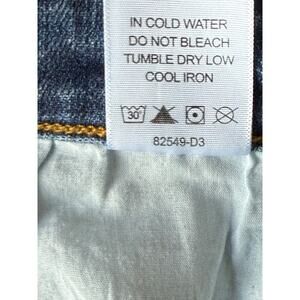 IN COLD WATER
DO NOT BLEACH
TUMBLE DRY LOW
COOL IRON
30°
82549-D3